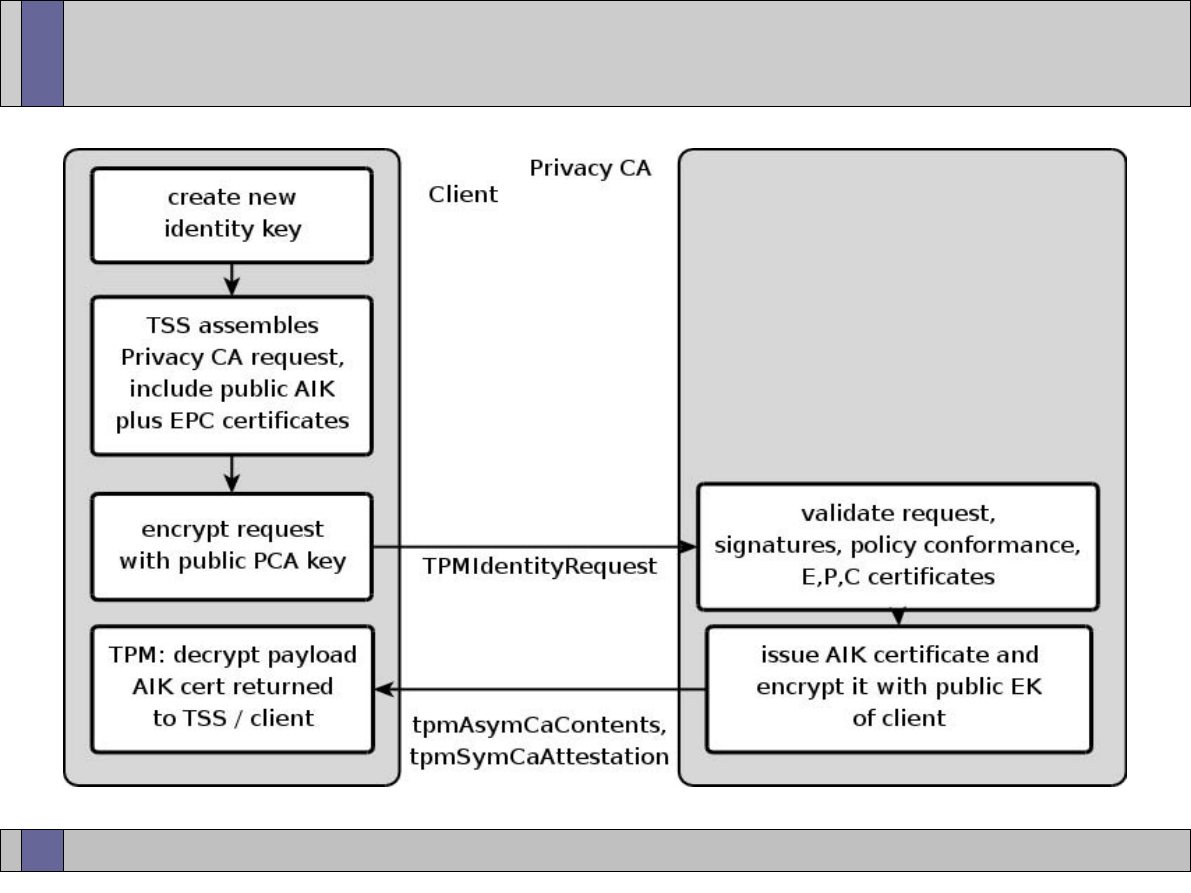 Privacy CA
Client
create new
identity key
TSS assembles
Privacy CA request,
include public AIK
plus EPC certificates
encrypt request
with public PCA key
TPMIdentityRequest
validate request,
signatures, policy conformance,
E,P,C certificates
issue AIK certificate and
encrypt it with public EK
of client
tpmAsymCaContents,
tpmSymCaAttestation
TPM: decrypt payload
AIK cert returned
to TSS / client